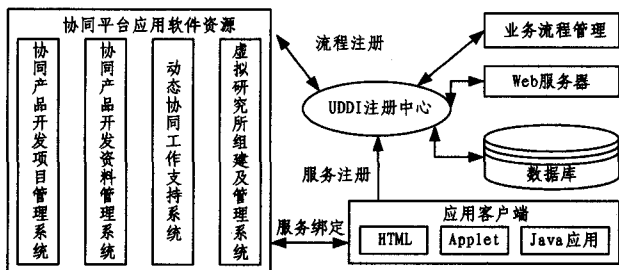 协同平台应用软件资源
协同产品开发项目管理系统
协同产品开发资料管理系统
动态协同工作支持系统
虚拟研究所组建及管理系统
流程注册
UDDI注册中心
服务注册
服务绑定
业务流程管理
Web服务器
数据库
应用客户端
HTML
Applet
Java应用